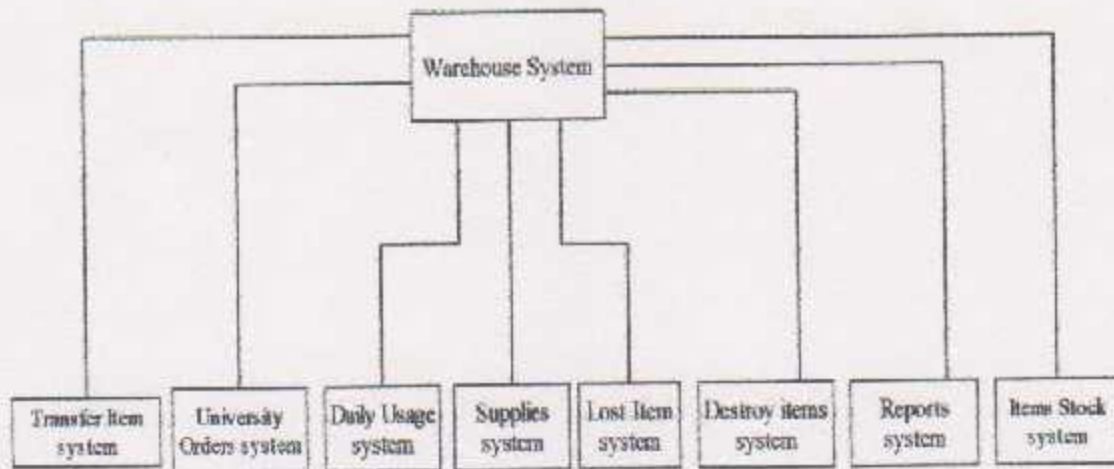 Warehouse System
Transfer Item
system
University
Orders system
Daily Usage
system
Supplies
system
Lost Item
system
Destroy items
system
Reports
system
Items Stock
system